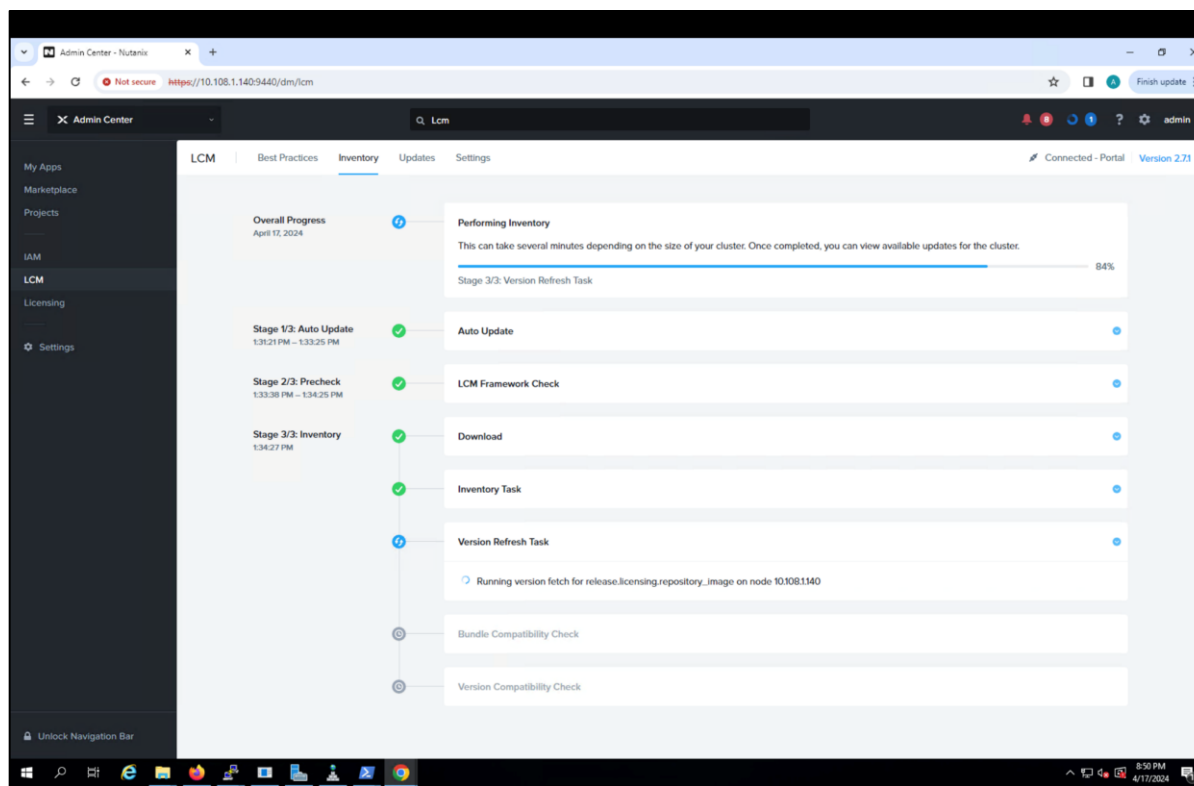 Admin Center - Nutanix
Not secure https://10.108.1.140:9440/dm/lcm
Finish update
A
Admin Center
Lcm
8
1
?
admin
My Apps
Marketplace
Projects
IAM
LCM
Licensing
Settings
Unlock Navigation Bar
LCM
Best Practices Inventory Updates Settings
Connected - Portal Version 2.7.1
Overall Progress
April 17, 2024
Performing Inventory
This can take several minutes depending on the size of your cluster. Once completed, you can view available updates for the cluster.
84%
Stage 3/3: Version Refresh Task
Stage 1/3: Auto Update
1:31:21 PM – 1:33:25 PM
Auto Update
Stage 2/3: Precheck
1:33:38 PM – 1:34:25 PM
LCM Framework Check
Stage 3/3: Inventory
1:34:27 PM
Download
Inventory Task
Version Refresh Task
Running version fetch for release.licensing.repository_image on node 10.108.1.140
Bundle Compatibility Check
Version Compatibility Check
8:50 PM
4/17/2024